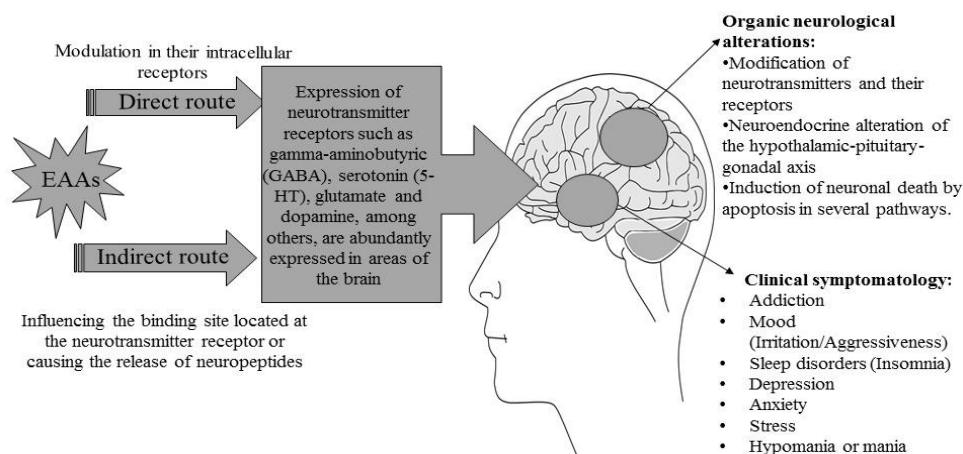 Modulation in their intracellular
receptors
Direct route
EAAs
Indirect route
Influencing the binding site located at
the neurotransmitter receptor or
causing the release of neuropeptides
Expression of
neurotransmitter
receptors such as
gamma-aminobutyric
(GABA), serotonin (5-
HT), glutamate and
dopamine, among
others, are abundantly
expressed in areas of
the brain
Organic neurological
alterations:
•Modification of
neurotransmitters and their
receptors
•Neuroendocrine alteration of
the hypothalamic-pituitary-
gonadal axis
•Induction of neuronal death by
apoptosis in several pathways.
Clinical symptomatology:
• Addiction
• Mood
(Irritation/Aggressiveness)
• Sleep disorders (Insomnia)
• Depression
• Anxiety
• Stress
• Hypomania or mania